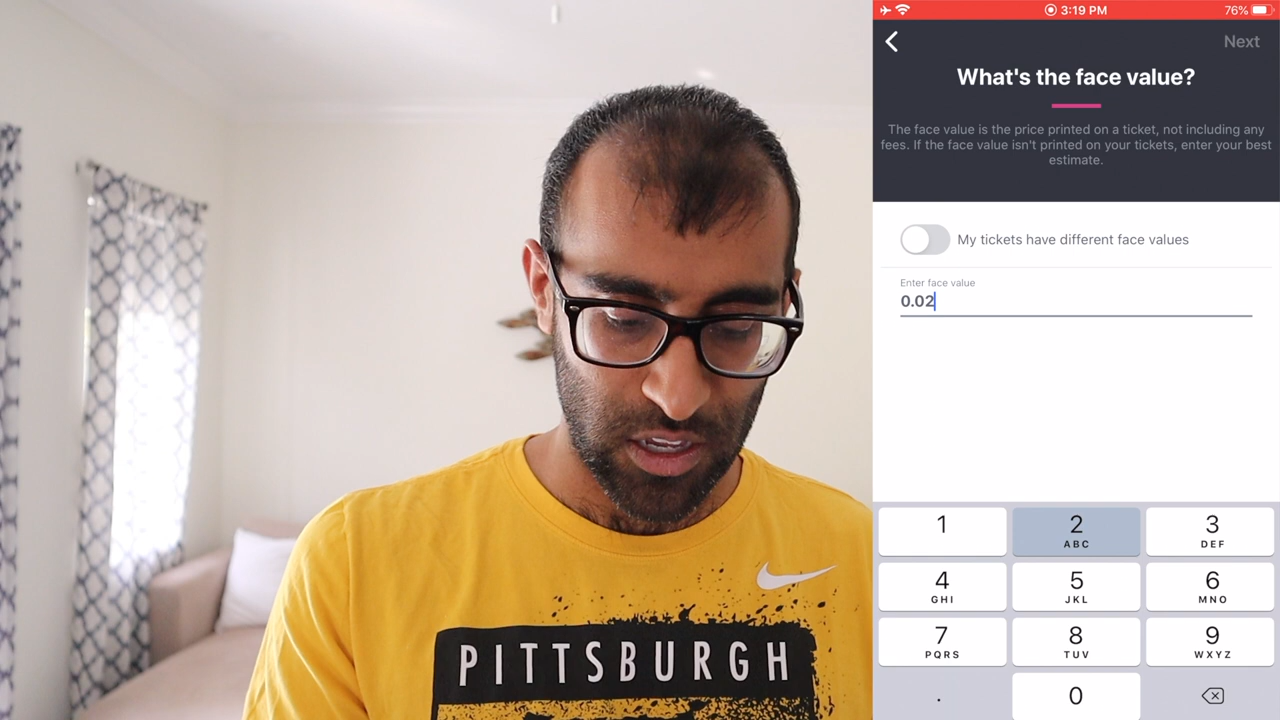 3:19 PM
76%
Next
What's the face value?
The face value is the price printed on a ticket, not including any
fees. If the face value isn't printed on your tickets, enter your best
estimate.
My tickets have different face values
Enter face value
0.02
1
2
ABC
3
DEF
4
GHI
5
JKL
6
MNO
7
PQRS
8
TUV
9
WXYZ
.
0
PITTSBURGH